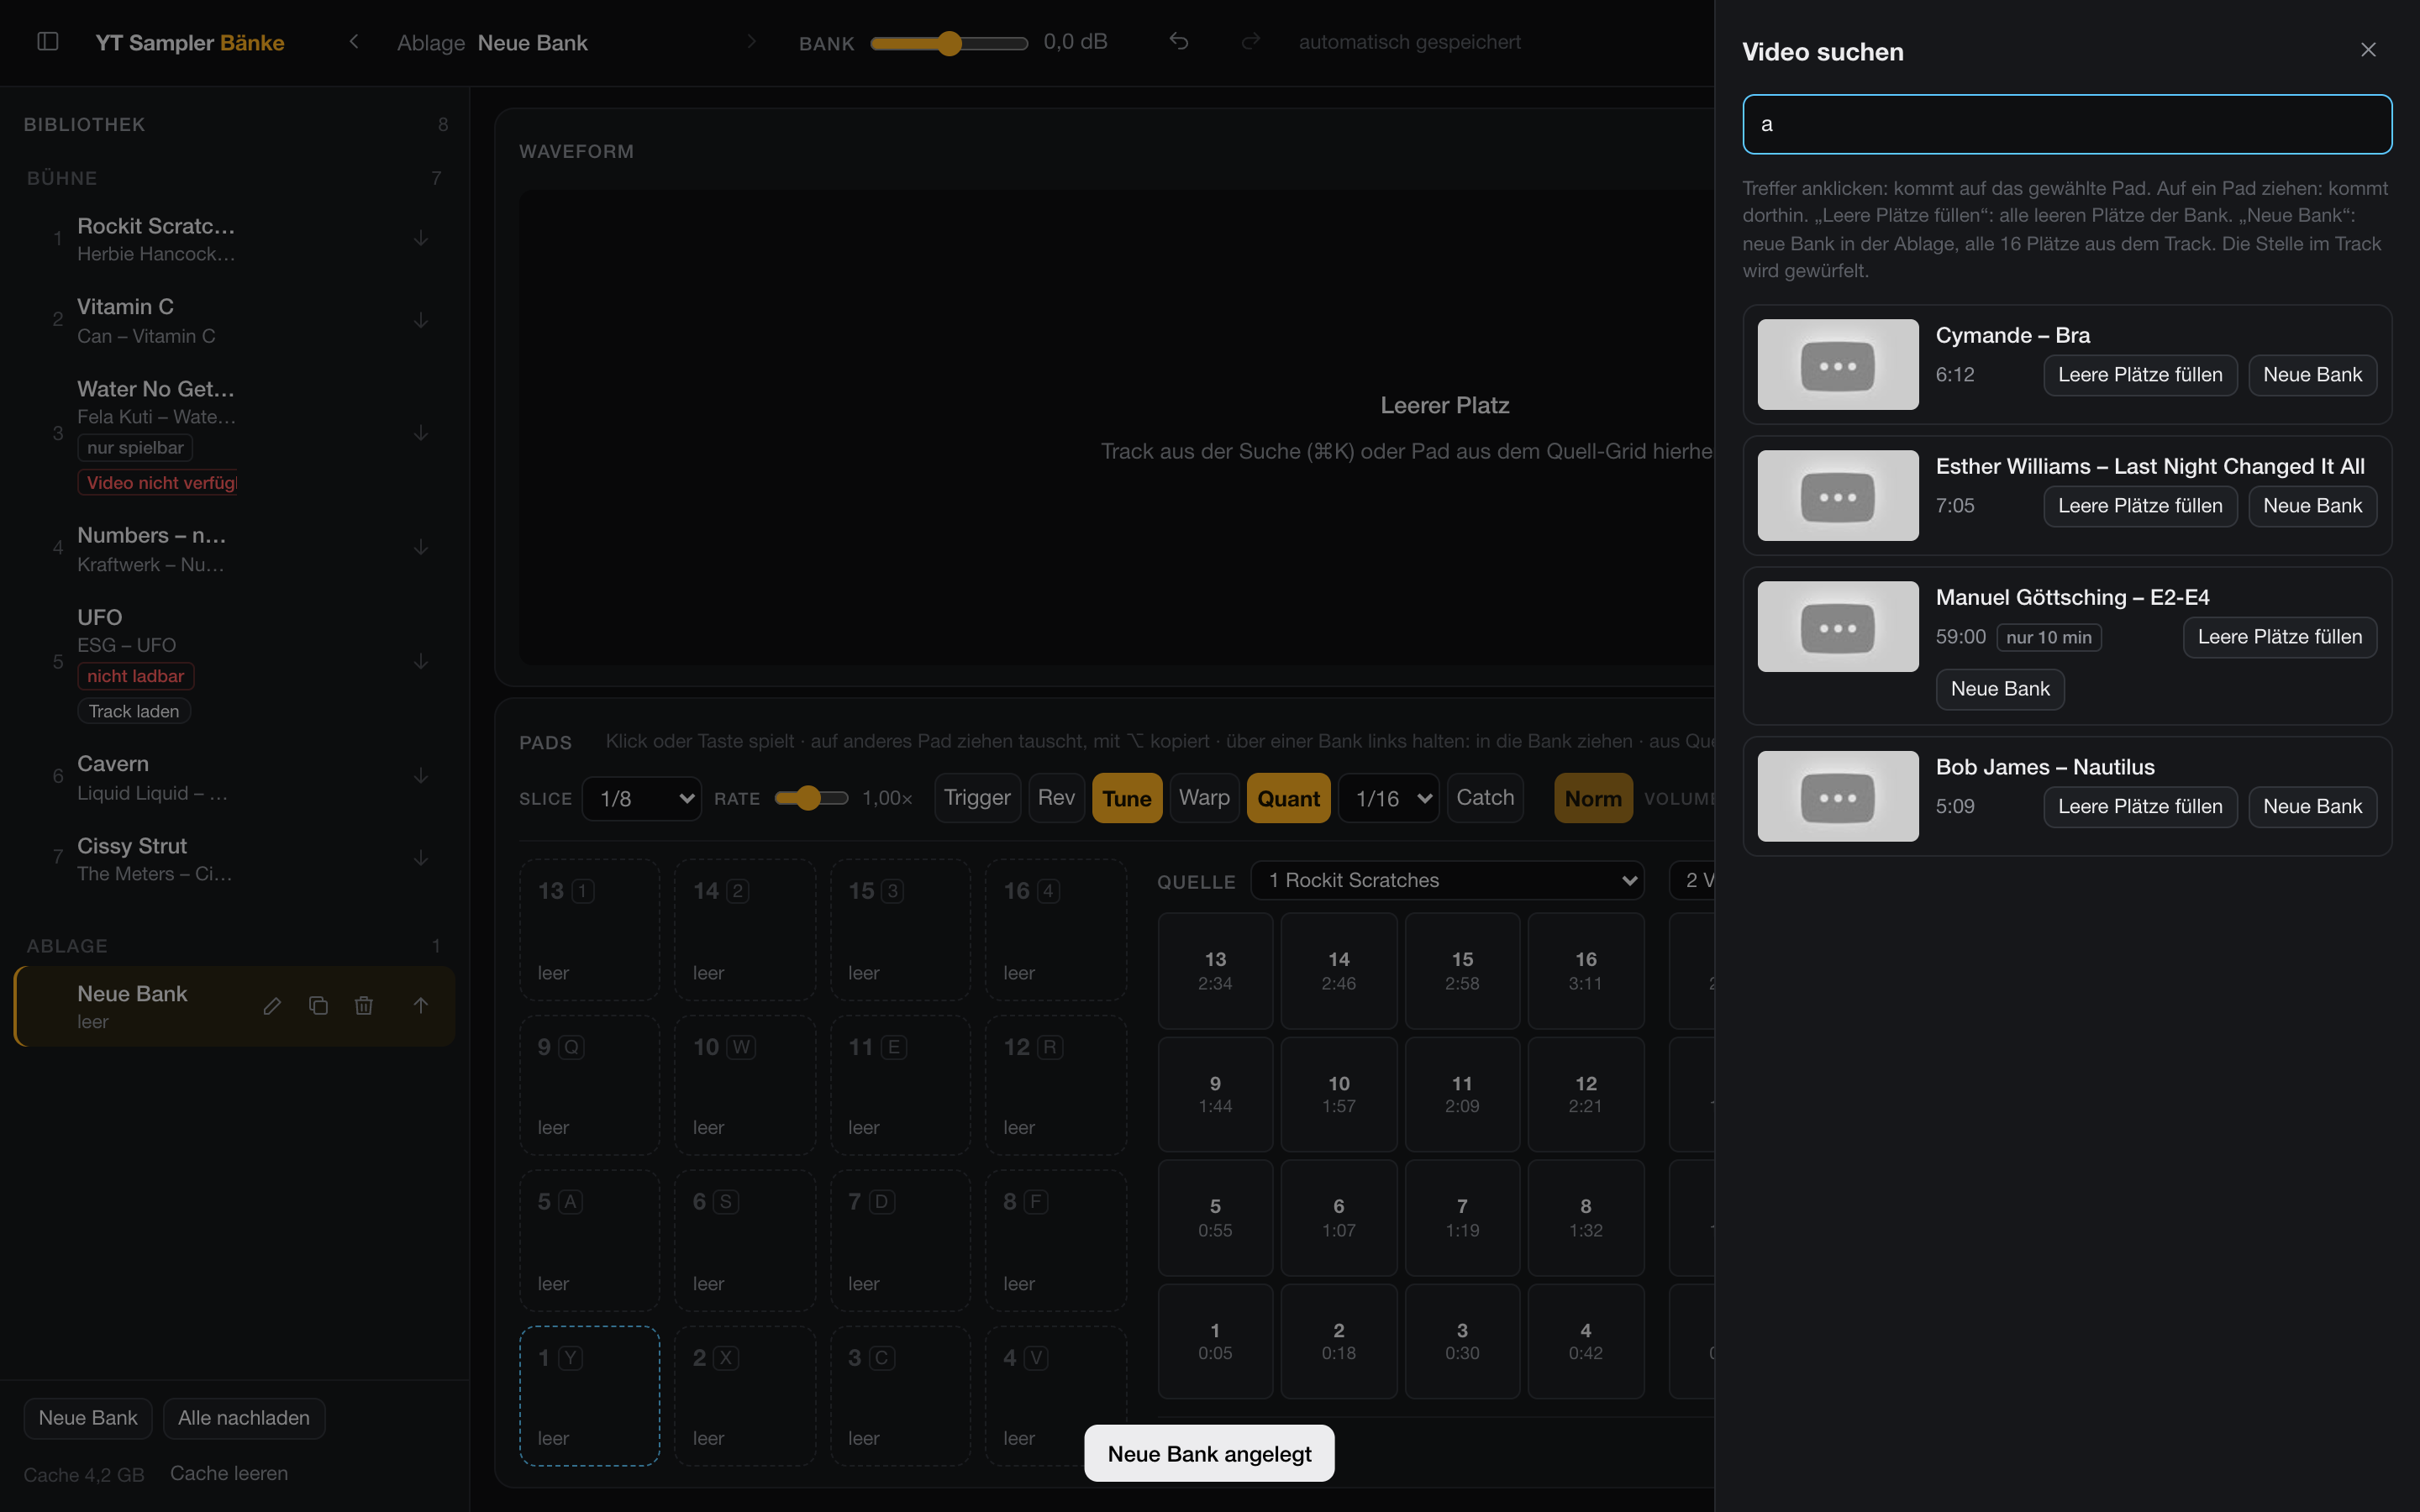 YT Sampler Bänke
Ablage Neue Bank
BANK 0,0 dB
automatisch gespeichert
BIBLIOTHEK 8
BÜHNE 7
1 Rockit Scratc…
Herbie Hancock…
2 Vitamin C
Can – Vitamin C
3 Water No Get…
Fela Kuti – Wate…
nur spielbar
Video nicht verfüg
4 Numbers – n…
Kraftwerk – Nu…
5 UFO
ESG – UFO
nicht ladbar
Track laden
6 Cavern
Liquid Liquid – …
7 Cissy Strut
The Meters – Ci…
ABLAGE 1
Neue Bank
leer
Neue Bank Alle nachladen
Cache 4,2 GB Cache leeren
WAVEFORM
Leerer Platz
Track aus der Suche (⌘K) oder Pad aus dem Quell-Grid hierhe
PADS Klick oder Taste spielt · auf anderes Pad ziehen tauscht, mit ⌥ kopiert · über einer Bank links halten: in die Bank ziehen · aus Que
SLICE 1/8 RATE 1,00× Trigger Rev Tune Warp Quant 1/16 Catch Norm VOLUME
13 1 14 2 15 3 16 4
leer leer leer leer
9 Q 10 W 11 E 12 R
leer leer leer leer
5 A 6 S 7 D 8 F
leer leer leer leer
1 Y 2 X 3 C 4 V
leer leer leer leer
QUELLE 1 Rockit Scratches 2 V
13 14 15 16
2:34 2:46 2:58 3:11
9 10 11 12
1:44 1:57 2:09 2:21
5 6 7 8
0:55 1:07 1:19 1:32
1 2 3 4
0:05 0:18 0:30 0:42
Neue Bank angelegt
Video suchen
a
Treffer anklicken: kommt auf das gewählte Pad. Auf ein Pad ziehen: kommt
dorthin. „Leere Plätze füllen“: alle leeren Plätze der Bank. „Neue Bank“:
neue Bank in der Ablage, alle 16 Plätze aus dem Track. Die Stelle im Track
wird gewürfelt.
Cymande – Bra
6:12 Leere Plätze füllen Neue Bank
Esther Williams – Last Night Changed It All
7:05 Leere Plätze füllen Neue Bank
Manuel Göttsching – E2-E4
59:00 nur 10 min Leere Plätze füllen
Neue Bank
Bob James – Nautilus
5:09 Leere Plätze füllen Neue Bank